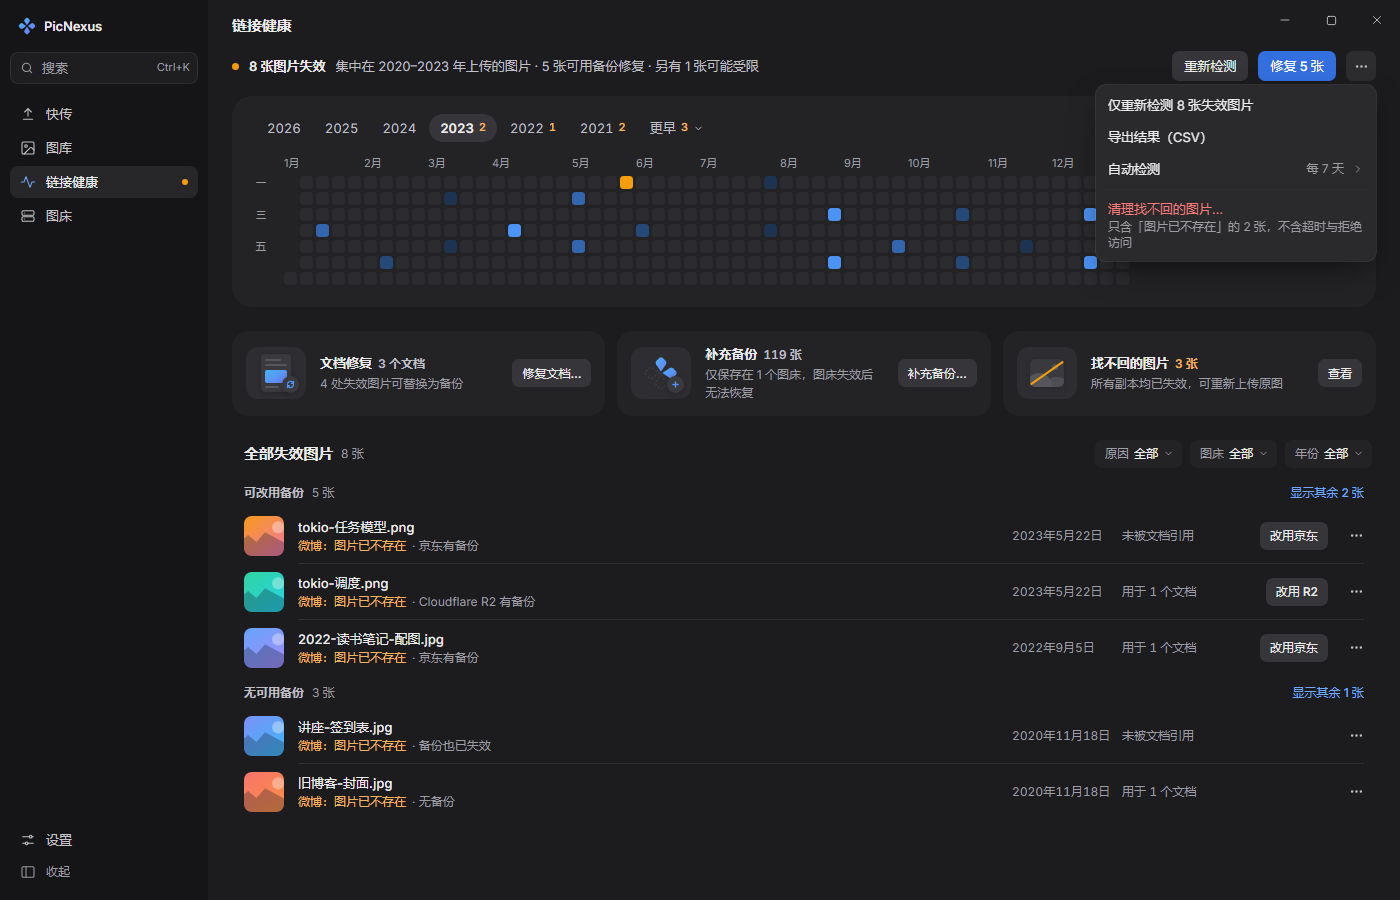 PicNexus
搜索 Ctrl+K
快传
图库
链接健康
图床
设置
收起
链接健康
8 张图片失效 集中在 2020–2023 年上传的图片 · 5 张可用备份修复 · 另有 1 张可能受限
重新检测 修复 5 张
仅重新检测 8 张失效图片
导出结果（CSV）
自动检测 每 7 天
清理找不回的图片...
只含「图片已不存在」的 2 张，不含超时与拒绝
访问
2026 2025 2024 2023 2 2022 1 2021 2 更早 3
1月 2月 3月 4月 5月 6月 7月 8月 9月 10月 11月 12月
一
三
五
文档修复 3 个文档
4 处失效图片可替换为备份
修复文档...
补充备份 119 张
仅保存在 1 个图床，图床失效后
无法恢复
补充备份...
找不回的图片 3 张
所有副本均已失效，可重新上传原图
查看
全部失效图片 8 张
原因 全部 图床 全部 年份 全部
可改用备份 5 张 显示其余 2 张
tokio-任务模型.png
微博：图片已不存在 · 京东有备份
2023年5月22日 未被文档引用 改用京东
tokio-调度.png
微博：图片已不存在 · Cloudflare R2 有备份
2023年5月22日 用于 1 个文档 改用 R2
2022-读书笔记-配图.jpg
微博：图片已不存在 · 京东有备份
2022年9月5日 用于 1 个文档 改用京东
无可用备份 3 张 显示其余 1 张
讲座-签到表.jpg
微博：图片已不存在 · 备份也已失效
2020年11月18日 未被文档引用
旧博客-封面.jpg
微博：图片已不存在 · 无备份
2020年11月18日 用于 1 个文档